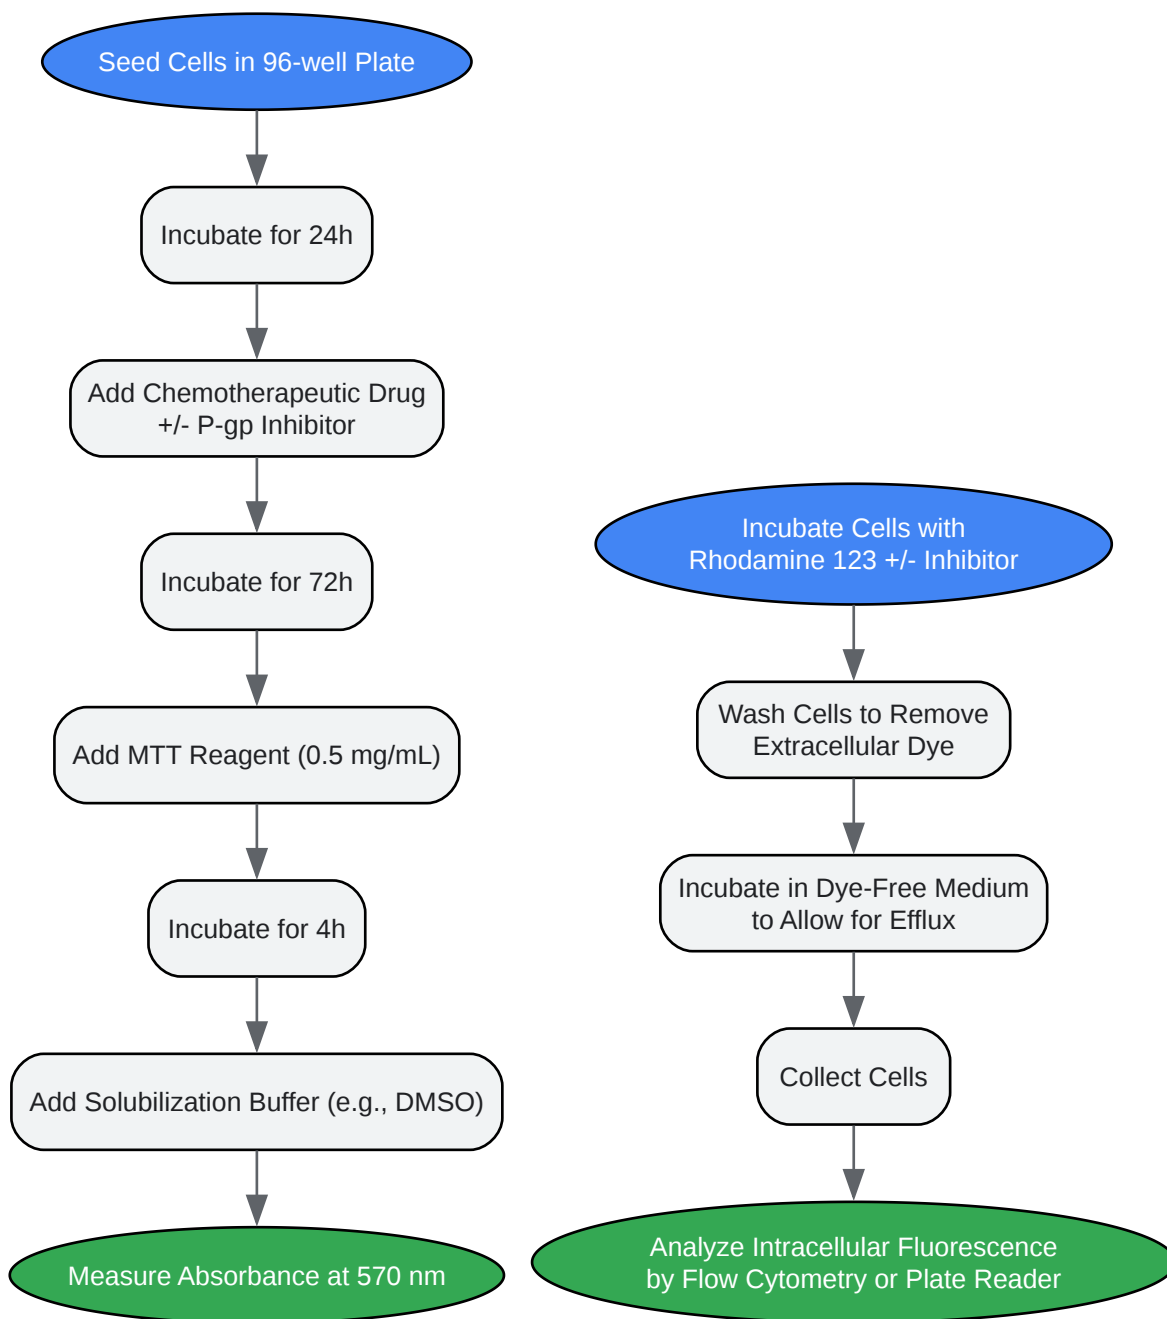 Seed Cells in 96-well Plate
Incubate for 24h
Add Chemotherapeutic Drug
+/- P-gp Inhibitor
Incubate for 72h
Add MTT Reagent (0.5 mg/mL)
Incubate for 4h
Add Solubilization Buffer (e.g., DMSO)
Measure Absorbance at 570 nm
Incubate Cells with
Rhodamine 123 +/- Inhibitor
Wash Cells to Remove
Extracellular Dye
Incubate in Dye-Free Medium
to Allow for Efflux
Collect Cells
Analyze Intracellular Fluorescence
by Flow Cytometry or Plate Reader